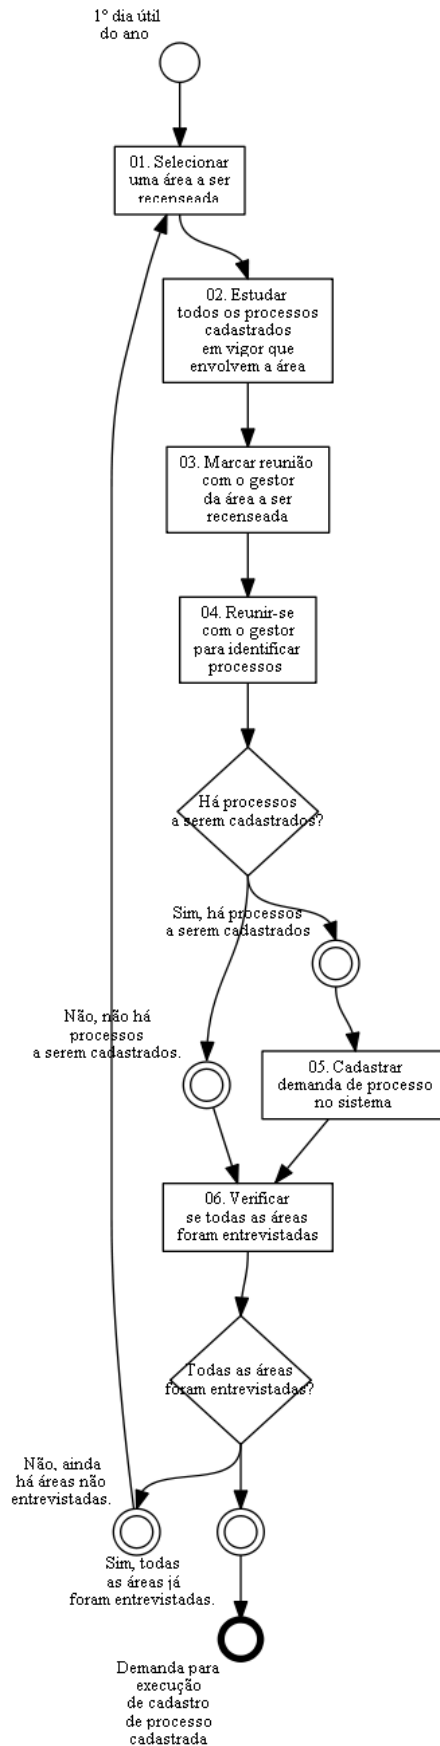 1º dia útil
do ano
01. Selecionar
uma área a ser
recenseada
02. Estudar
todos os processos
cadastrados
em vigor que
envolvem a área
03. Marcar reunião
com o gestor
da área a ser
recenseada
04. Reunir-se
com o gestor
para identificar
processos
Há processos
a serem cadastrados?
Sim, há processos
a serem cadastrados
Não, não há
processos
a serem cadastrados.
05. Cadastrar
demanda de processo
no sistema
06. Verificar
se todas as áreas
foram entrevistadas
Todas as áreas
foram entrevistadas?
Não, ainda
há áreas não
entrevistadas.
Sim, todas
as áreas já
foram entrevistadas.
Demanda para
execução
de cadastro
de processo
cadastrada